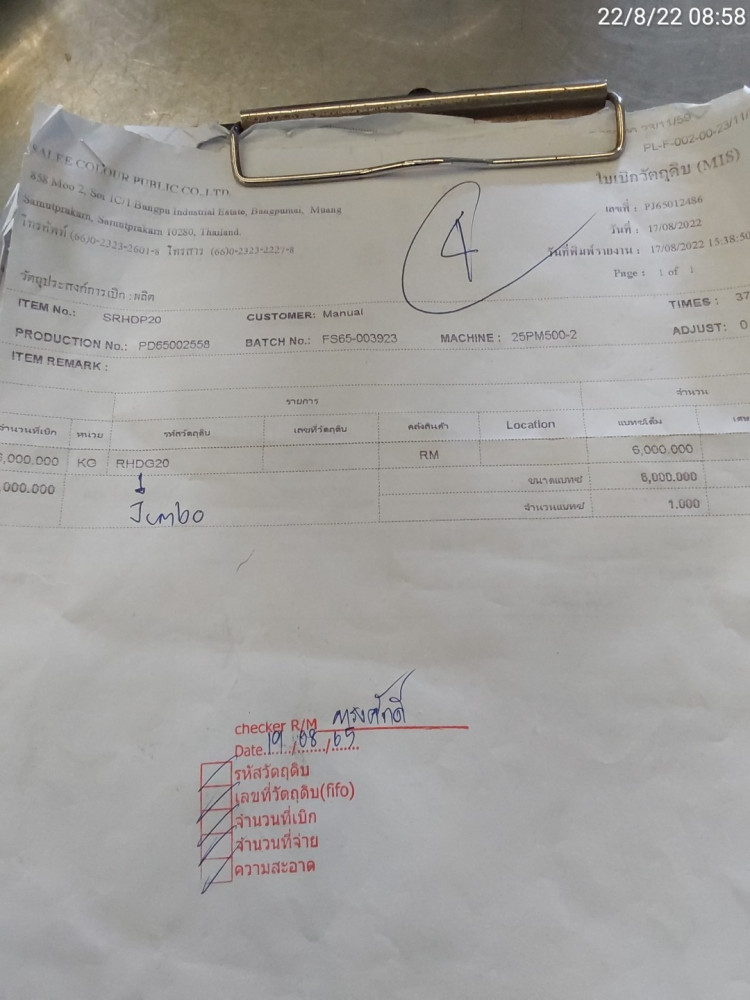 22/8/22 08:58
PL-F-002-00-23/11/
SALEE COLOUR PUBLIC CO.,LTD.
858 Moo 2, Soi 1C/1 Bangpu Industrial Estate, Bangpumai, Muang
Samutprakarn, Samutprakarn 10280, Thailand.
โทรศัพท์ (66)0-2323-2601-8 โทรสาร (66)0-2323-2227-8
ใบเบิกวัตถุดิบ (MIS)
เลขที่ : PJ65012486
วันที่ : 17/08/2022
วันที่พิมพ์รายงาน : 17/08/2022 15:38:50
Page : 1 of 1
4
วัตถุประสงค์การเบิก : ผลิต
ITEM No.: SRHDP20 CUSTOMER: Manual TIMES : 37
PRODUCTION No.: PD65002558 BATCH No.: FS65-003923 MACHINE : 25PM500-2 ADJUST: 0
ITEM REMARK :
รายการ จำนวน
จำนวนที่เบิก หน่วย รหัสวัตถุดิบ เลขที่วัตถุดิบ คลังสินค้า Location แบทช์เต็ม เศษ
6,000.000 KG RHDG20 RM 6,000.000
,000.000 ขนาดแบทช์ 6,000.000
จำนวนแบทช์ 1.000
Jumbo
checker R/M ทรงศักดิ์
Date. 19/08/65
รหัสวัตถุดิบ
เลขที่วัตถุดิบ(fifo)
จำนวนที่เบิก
จำนวนที่จ่าย
ความสะอาด